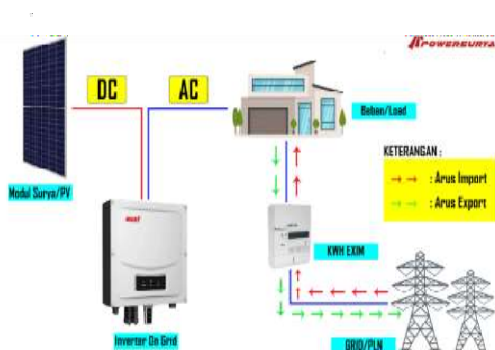 POWERSURYA
DC
AC
Beban/Load
KETERANGAN :
: Arus Import
: Arus Export
Modul Surya/PV
KWH EXIM
Inverter On Grid
GRID/PLN